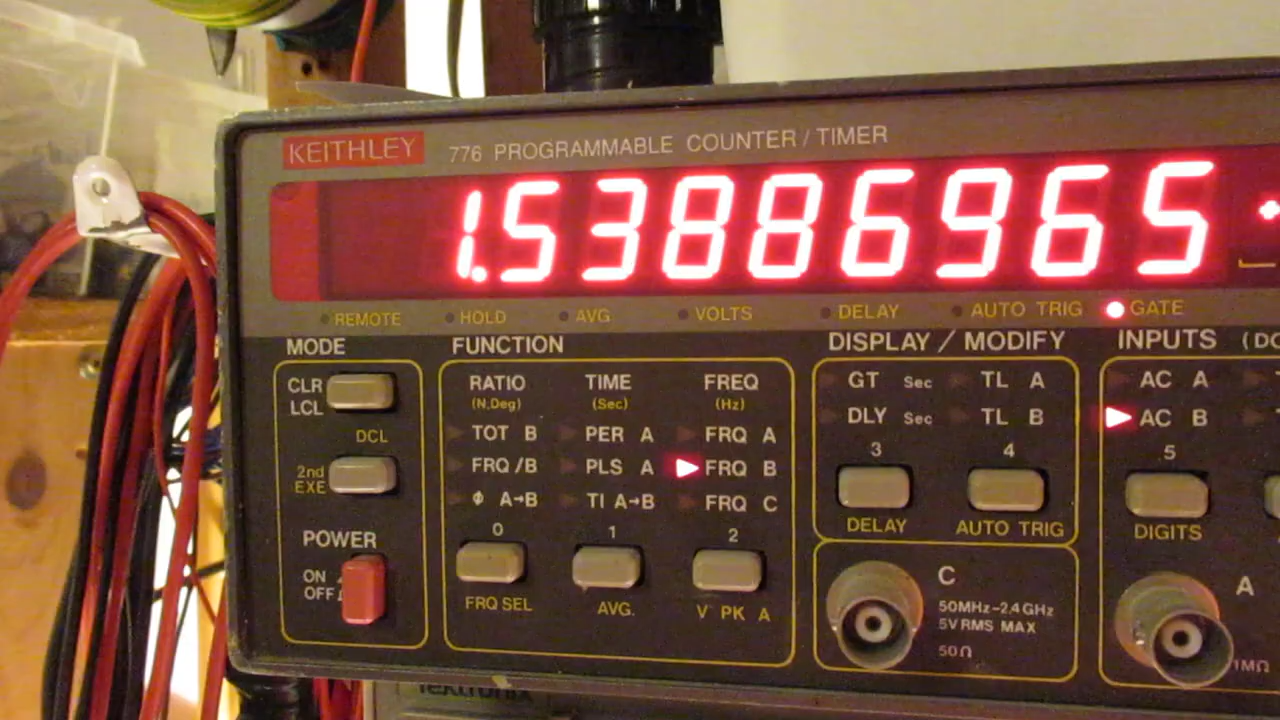 KEITHLEY 776 PROGRAMMABLE COUNTER / TIMER
1.53886965
REMOTE HOLD AVG VOLTS DELAY AUTO TRIG GATE
MODE FUNCTION DISPLAY / MODIFY INPUTS (DC
CLR
LCL
DCL
2nd
EXE
POWER
ON
OFF
RATIO TIME FREQ
(N,Deg) (Sec) (Hz)
TOT B PER A FRQ A
FRQ/B PLS A FRQ B
ϕ A→B TI A→B FRQ C
0 1 2
FRQ SEL AVG. V PK A
GT Sec TL A
DLY Sec TL B
3 4
DELAY AUTO TRIG
AC A
AC B
5
DIGITS
C
50MHz-2.4GHz
5V RMS MAX
50Ω
A
1MΩ
Tektronix